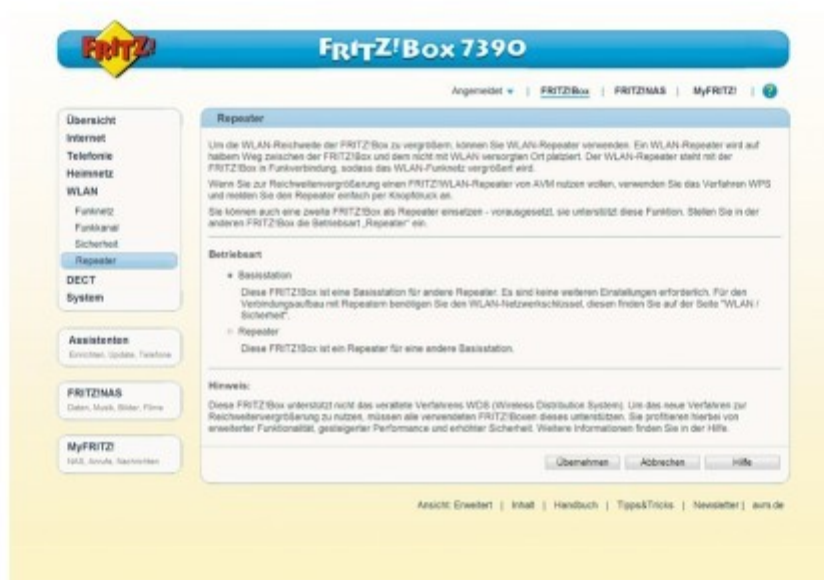 FRITZ!
FRITZ!Box 7390
Angemeldet | FRITZ!Box | FRITZ!NAS | MyFRITZ! | ?
Übersicht
Internet
Telefonie
Heimnetz
WLAN
Funknetz
Funkkanal
Sicherheit
Repeater
DECT
System
Assistenten
Einrichten, Update, Telefone
FRITZ!NAS
Daten, Musik, Bilder, Filme
MyFRITZ!
NAS, Anrufe, Nachrichten
Repeater
Um die WLAN-Reichweite der FRITZ!Box zu vergrößern, können Sie WLAN-Repeater verwenden. Ein WLAN-Repeater wird auf
halbem Weg zwischen der FRITZ!Box und dem nicht mit WLAN versorgten Ort platziert. Der WLAN-Repeater steht mit der
FRITZ!Box in Funkverbindung, sodass das WLAN-Funknetz vergrößert wird.
Wenn Sie zur Reichweitenvergrößerung einen FRITZ!WLAN-Repeater von AVM nutzen wollen, verwenden Sie das Verfahren WPS
und melden Sie den Repeater einfach per Knopfdruck an.
Sie können auch eine zweite FRITZ!Box als Repeater einsetzen - vorausgesetzt, sie unterstützt diese Funktion. Stellen Sie in der
anderen FRITZ!Box die Betriebsart „Repeater" ein.
Betriebsart
Basisstation
Diese FRITZ!Box ist eine Basisstation für andere Repeater. Es sind keine weiteren Einstellungen erforderlich. Für den
Verbindungsaufbau mit Repeatern benötigen Sie den WLAN-Netzwerkschlüssel, diesen finden Sie auf der Seite "WLAN /
Sicherheit".
Repeater
Diese FRITZ!Box ist ein Repeater für eine andere Basisstation.
Hinweis:
Diese FRITZ!Box unterstützt nicht das veraltete Verfahrens WDS (Wireless Distribution System). Um das neue Verfahren zur
Reichweitenvergrößerung zu nutzen, müssen alle verwendeten FRITZ!Boxen dieses unterstützen. Sie profitieren hierbei von
erweiterter Funktionalität, gesteigerter Performance und erhöhter Sicherheit. Weitere Informationen finden Sie in der Hilfe.
Übernehmen Abbrechen Hilfe
Ansicht: Erweitert | Inhalt | Handbuch | Tipps&Tricks | Newsletter | avm.de